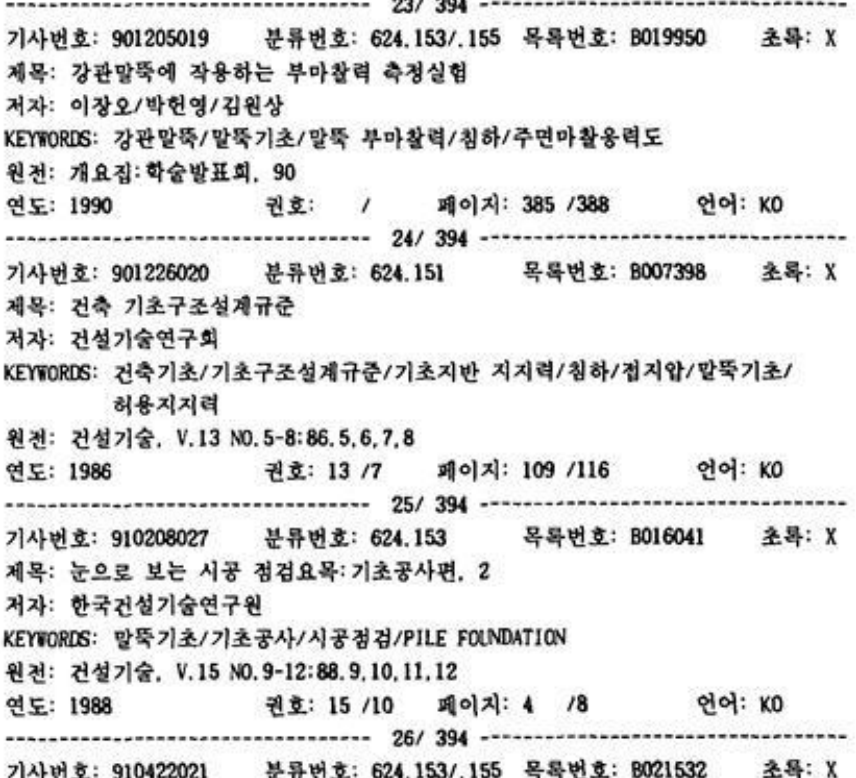 23/ 394
기사번호: 901205019 분류번호: 624.153/.155 목록번호: B019950 초록: X
제목: 강관말뚝에 작용하는 부마찰력 측정실험
저자: 이장오/박헌영/김원상
KEYWORDS: 강관말뚝/말뚝기초/말뚝 부마찰력/침하/주면마찰응력도
원전: 개요집:학술발표회, 90
연도: 1990 권호: / 페이지: 385 /388 언어: KO
24/ 394
기사번호: 901226020 분류번호: 624.151 목록번호: B007398 초록: X
제목: 건축 기초구조설계규준
저자: 건설기술연구회
KEYWORDS: 건축기초/기초구조설계규준/기초지반 지지력/침하/접지압/말뚝기초/
허용지지력
원전: 건설기술, V.13 NO.5-8:86.5,6,7,8
연도: 1986 권호: 13 /7 페이지: 109 /116 언어: KO
25/ 394
기사번호: 910208027 분류번호: 624.153 목록번호: B016041 초록: X
제목: 눈으로 보는 시공 점검요목:기초공사편, 2
저자: 한국건설기술연구원
KEYWORDS: 말뚝기초/기초공사/시공점검/PILE FOUNDATION
원전: 건설기술, V.15 NO.9-12:88.9,10,11,12
연도: 1988 권호: 15 /10 페이지: 4 /8 언어: KO
26/ 394
기사번호: 910422021 분류번호: 624.153/.155 목록번호: B021532 초록: X